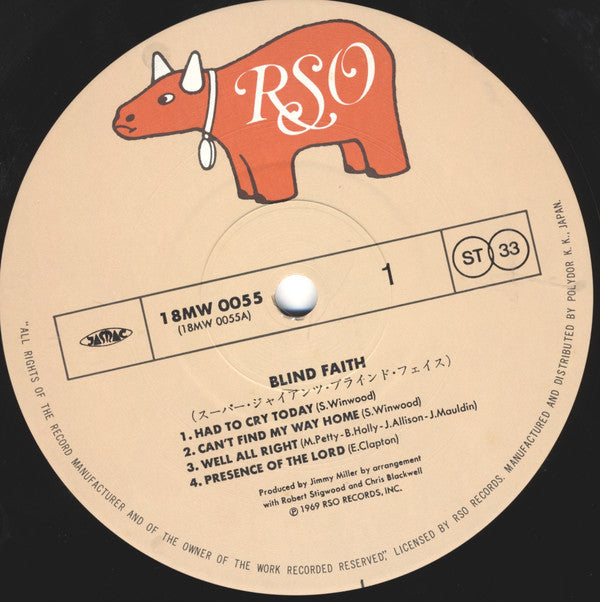 RSO
JASRAC
18MW 0055
(18MW 0055A)
1
ST 33
BLIND FAITH
(スーパー・ジャイアンツ・ブラインド・フェイス)
1. HAD TO CRY TODAY (S.Winwood)
2. CAN'T FIND MY WAY HOME (S.Winwood)
3. WELL ALL RIGHT (M.Petty-B.Holly-J.Allison-J.Mauldin)
4. PRESENCE OF THE LORD (E.Clapton)
Produced by Jimmy Miller by arrangement
with Robert Stigwood and Chris Blackwell
Ⓟ 1969 RSO RECORDS, INC.
"ALL RIGHTS OF THE RECORD MANUFACTURER AND OF THE OWNER OF THE WORK RECORDED RESERVED", LICENSED BY RSO RECORDS. MANUFACTURED AND DISTRIBUTED BY POLYDOR K. K., JAPAN.